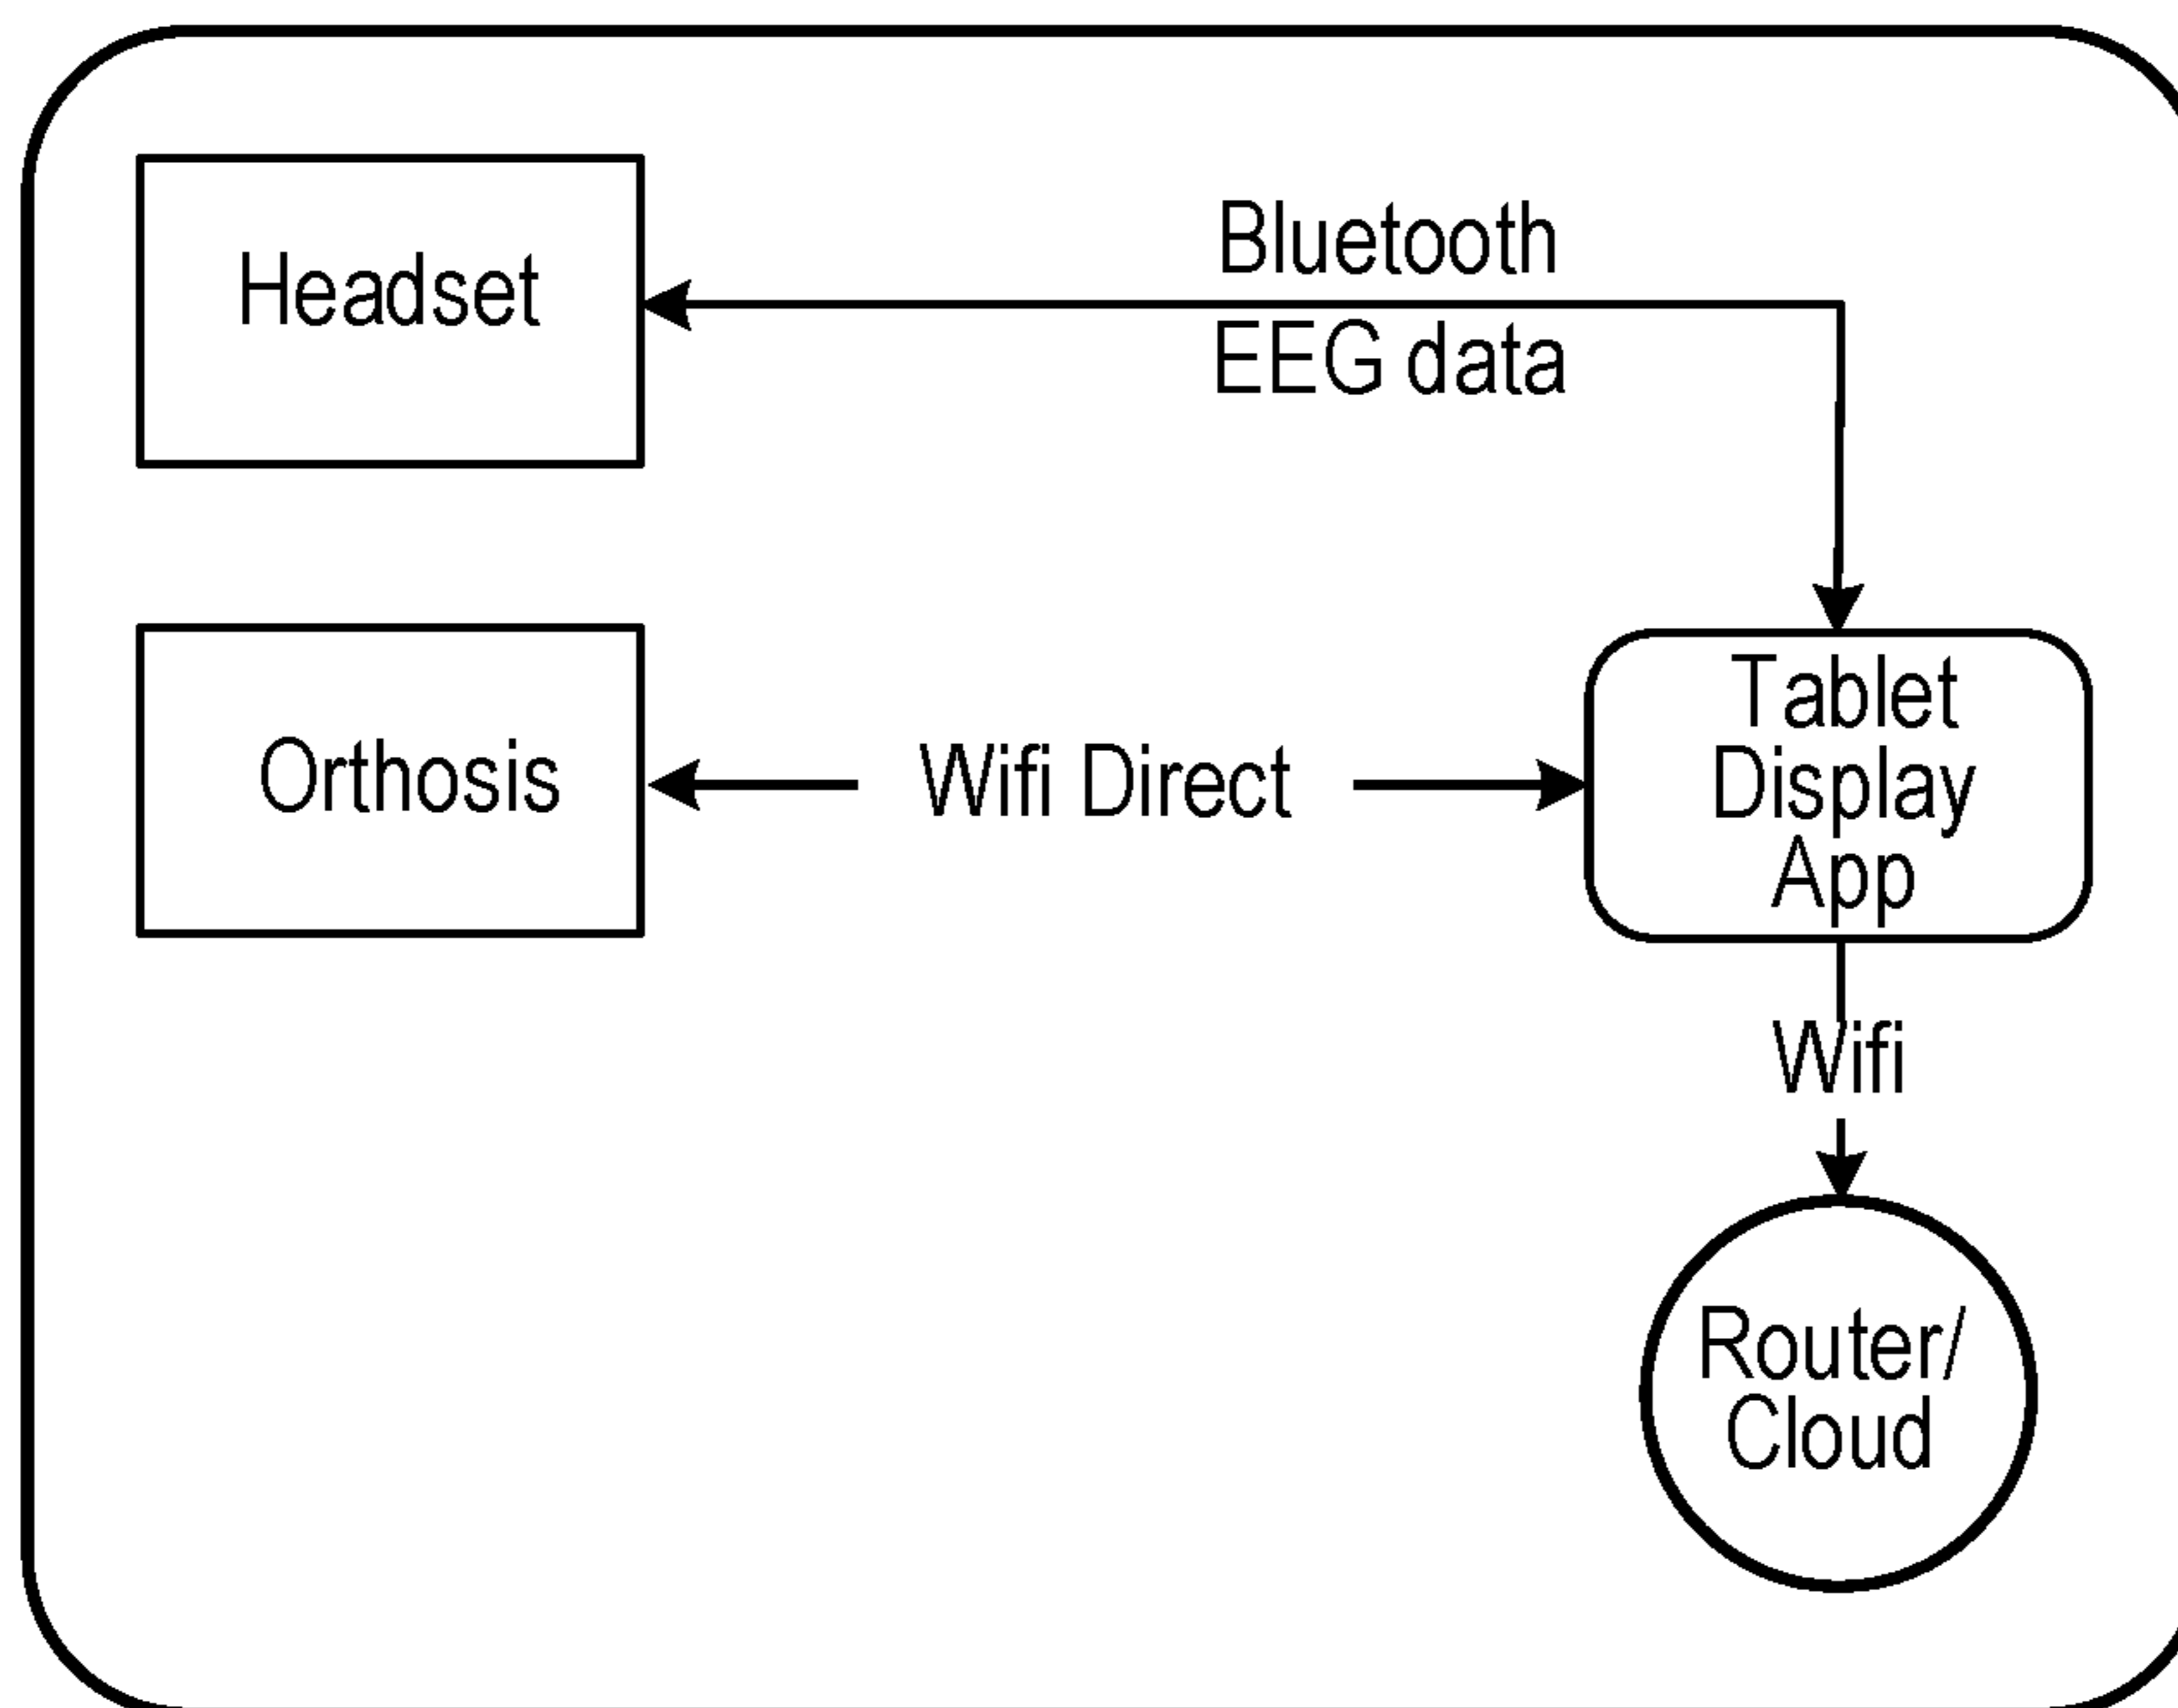 Headset
Bluetooth
EEG data
Orthosis
Wifi Direct
Tablet
Display
App
Wifi
Router/
Cloud